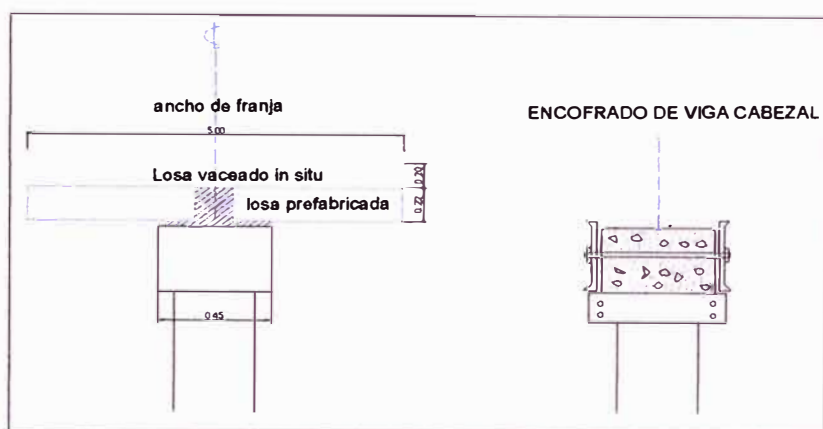 ancho de franja
5.00
Losa vaceado in situ
0.20
losa prefabricada
0.22
0.45
ENCOFRADO DE VIGA CABEZAL